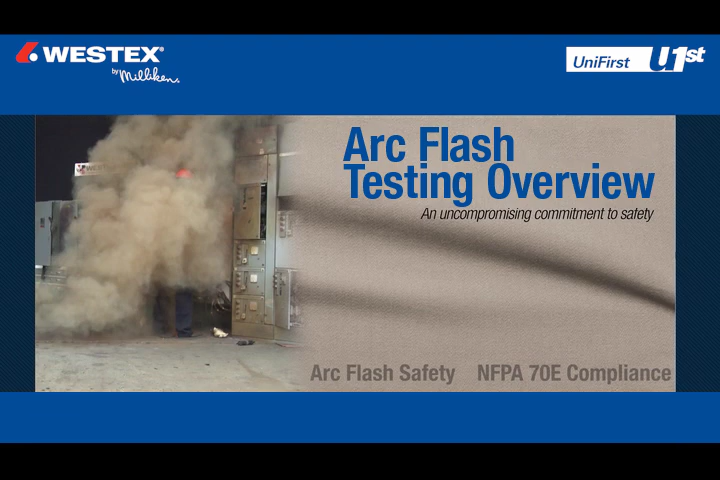 WESTEX®
by Milliken.
UniFirst U1st
Arc Flash
Testing Overview
An uncompromising commitment to safety
Arc Flash Safety NFPA 70E Compliance